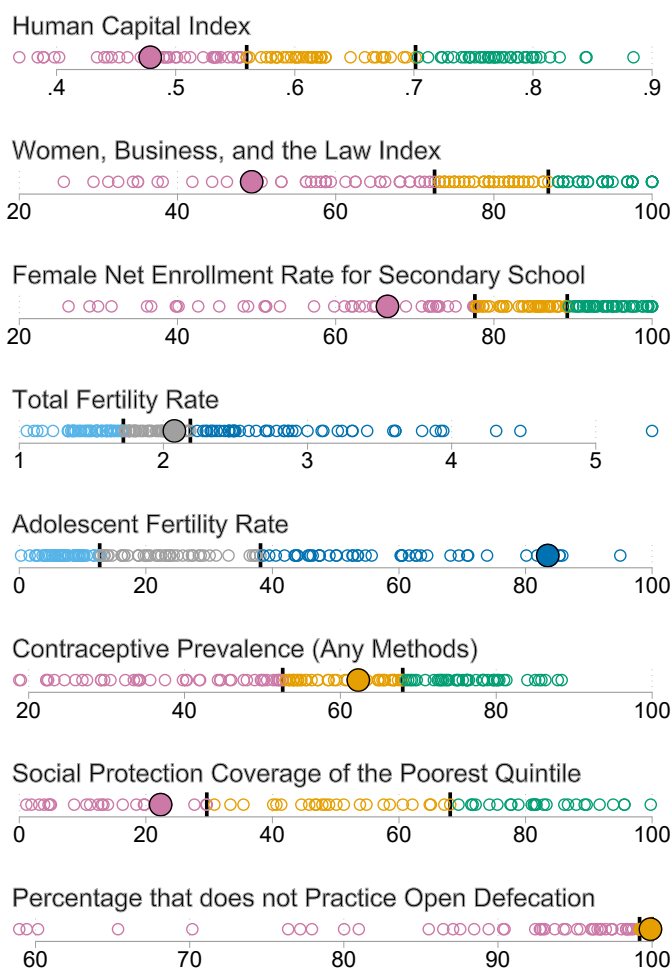 Human Capital Index
.4 .5 .6 .7 .8 .9
Women, Business, and the Law Index
20 40 60 80 100
Female Net Enrollment Rate for Secondary School
20 40 60 80 100
Total Fertility Rate
1 2 3 4 5
Adolescent Fertility Rate
0 20 40 60 80 100
Contraceptive Prevalence (Any Methods)
20 40 60 80 100
Social Protection Coverage of the Poorest Quintile
0 20 40 60 80 100
Percentage that does not Practice Open Defecation
60 70 80 90 100